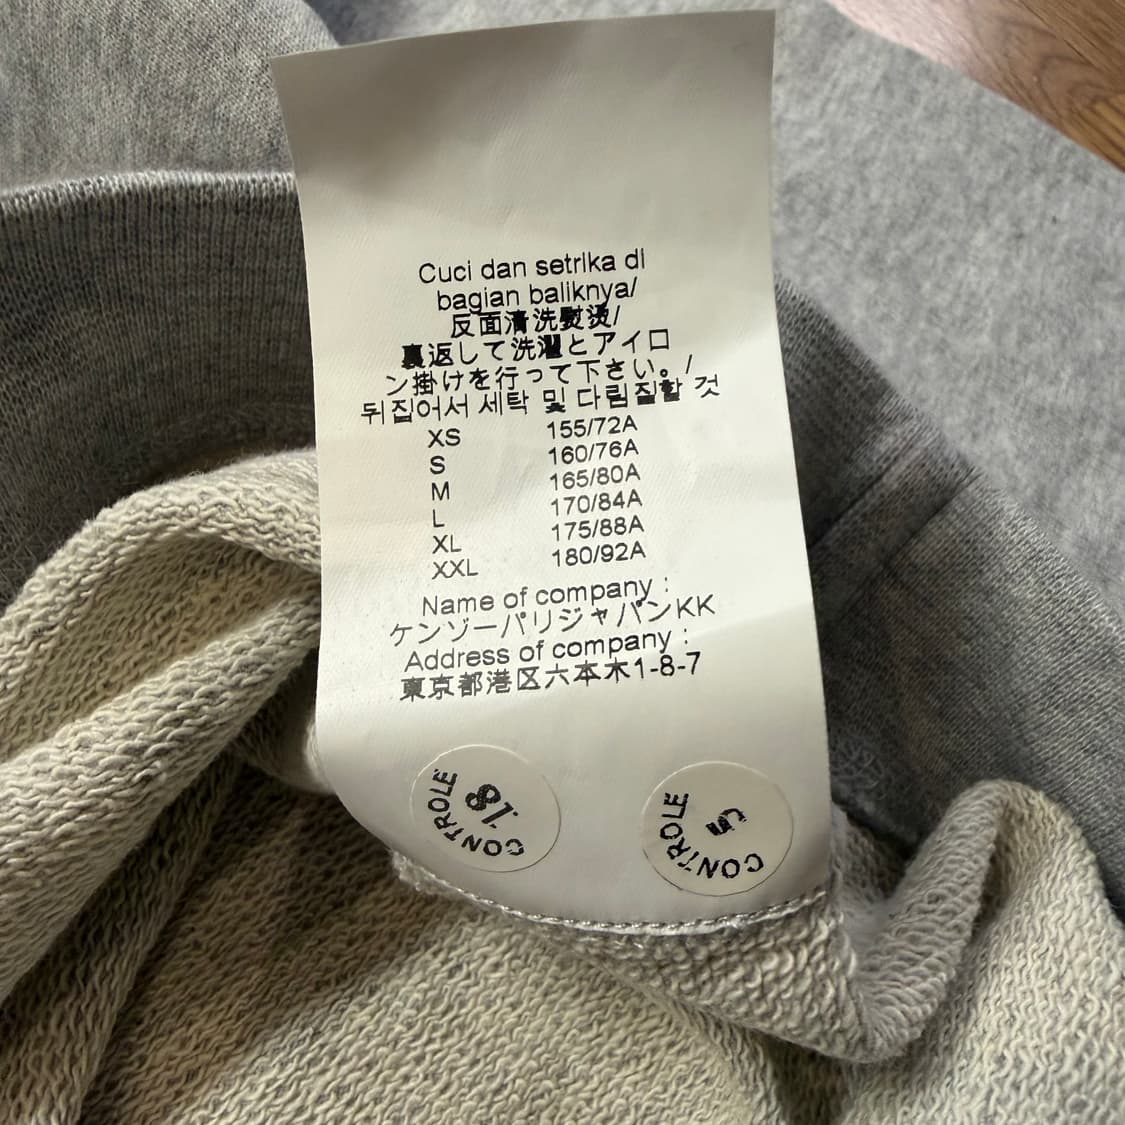 Cuci dan setrika di
bagian baliknya/
反面清洗熨烫/
裏返して洗濯とアイロ
ン掛けを行って下さい。/
뒤집어서 세탁 및 다림질할 것
XS 155/72A
S 160/76A
M 165/80A
L 170/84A
XL 175/88A
XXL 180/92A
Name of company :
ケンゾーパリジャパンKK
Address of company :
東京都港区六本木1-8-7
CONTROLE
18
CONTROLE
5